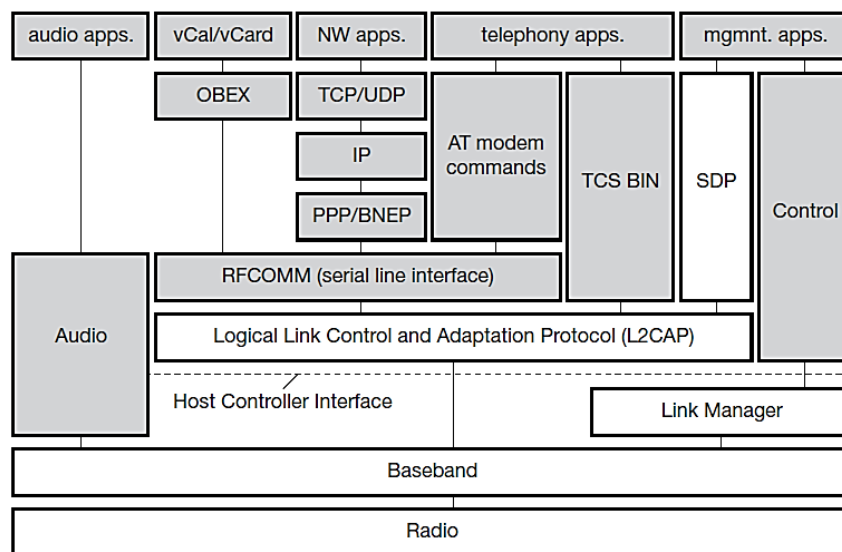 audio apps.
vCal/vCard
NW apps.
telephony apps.
mgmnt. apps.
OBEX
TCP/UDP
AT modem
commands
TCS BIN
SDP
Control
IP
PPP/BNEP
RFCOMM (serial line interface)
Audio
Logical Link Control and Adaptation Protocol (L2CAP)
Host Controller Interface
Link Manager
Baseband
Radio